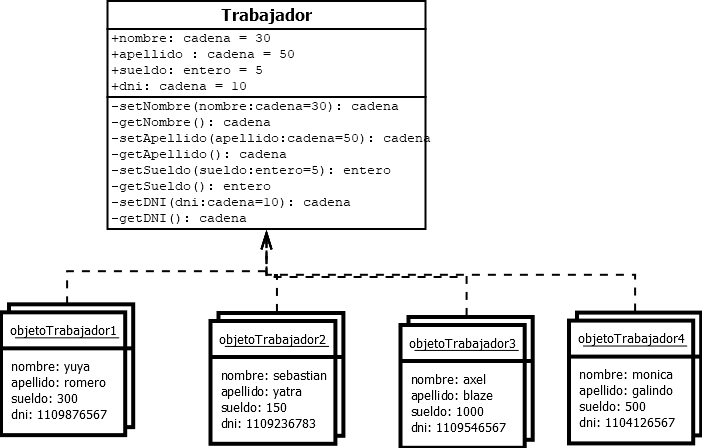 Trabajador
+nombre: cadena = 30
+apellido : cadena = 50
+sueldo: entero = 5
+dni: cadena = 10
-setNombre(nombre:cadena=30): cadena
-getNombre(): cadena
-setApellido(apellido:cadena=50): cadena
-getApellido(): cadena
-setSueldo(sueldo:entero=5): entero
-getSueldo(): entero
-setDNI(dni:cadena=10): cadena
-getDNI(): cadena
objetoTrabajador1
nombre: yuya
apellido: romero
sueldo: 300
dni: 1109876567
objetoTrabajador2
nombre: sebastian
apellido: yatra
sueldo: 150
dni: 1109236783
objetoTrabajador3
nombre: axel
apellido: blaze
sueldo: 1000
dni: 1109546567
objetoTrabajador4
nombre: monica
apellido: galindo
sueldo: 500
dni: 1104126567